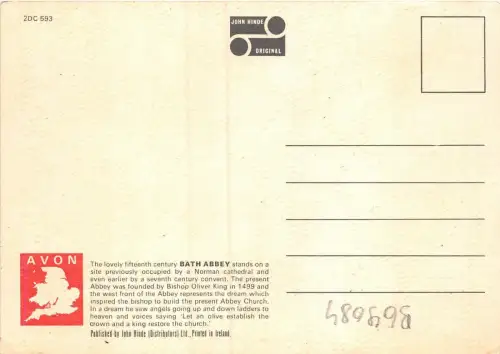 2DC 593
JOHN HINDE
ORIGINAL
AVON
The lovely fifteenth century BATH ABBEY stands on a
site previously occupied by a Norman cathedral and
even earlier by a seventh century convent. The present
Abbey was founded by Bishop Oliver King in 1499 and
the west front of the Abbey represents the dream which
inspired the bishop to build the present Abbey Church.
In a dream he saw angels going up and down ladders to
heaven and voices saying 'Let an olive establish the
crown and a king restore the church.'
Published by John Hinde (Distributors) Ltd., Printed in Ireland.